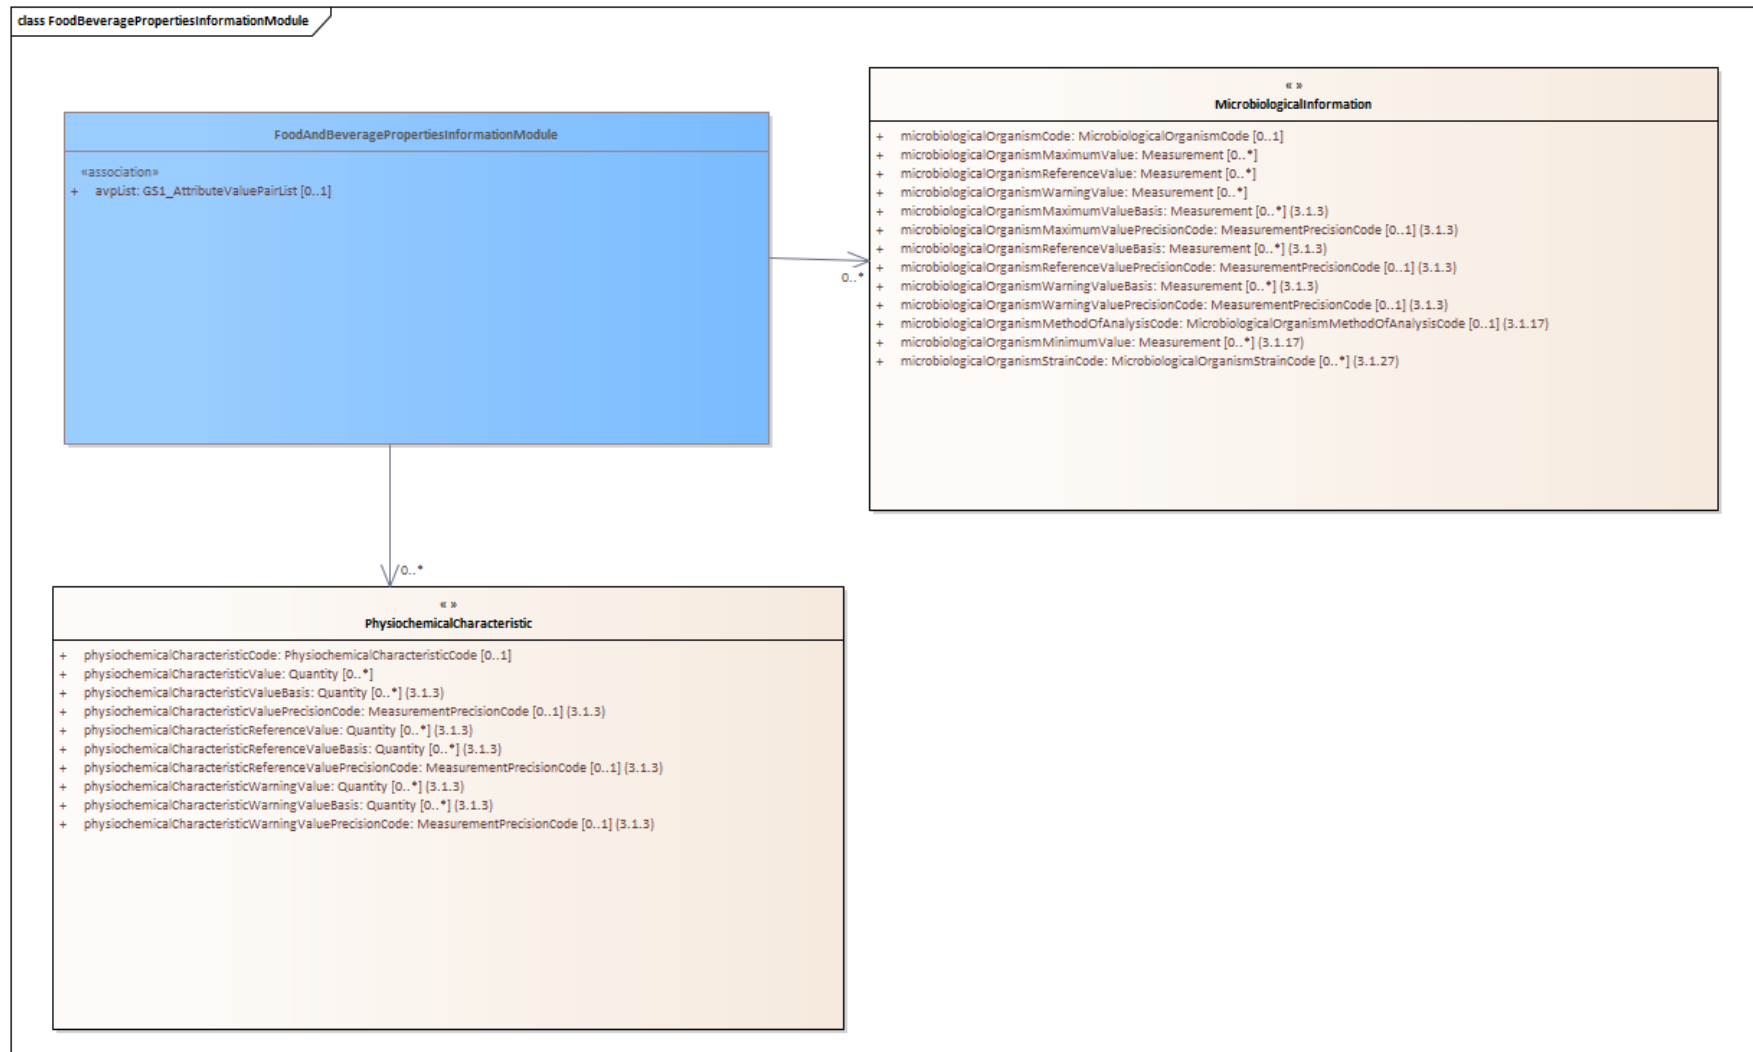 class FoodBeveragePropertiesInformationModule
FoodAndBeveragePropertiesInformationModule
«association»
+ avpList: GS1_AttributeValuePairList [0..1]
0..*
« »
MicrobiologicalInformation
+ microbiologicalOrganismCode: MicrobiologicalOrganismCode [0..1]
+ microbiologicalOrganismMaximumValue: Measurement [0..*]
+ microbiologicalOrganismReferenceValue: Measurement [0..*]
+ microbiologicalOrganismWarningValue: Measurement [0..*]
+ microbiologicalOrganismMaximumValueBasis: Measurement [0..*] (3.1.3)
+ microbiologicalOrganismMaximumValuePrecisionCode: MeasurementPrecisionCode [0..1] (3.1.3)
+ microbiologicalOrganismReferenceValueBasis: Measurement [0..*] (3.1.3)
+ microbiologicalOrganismReferenceValuePrecisionCode: MeasurementPrecisionCode [0..1] (3.1.3)
+ microbiologicalOrganismWarningValueBasis: Measurement [0..*] (3.1.3)
+ microbiologicalOrganismWarningValuePrecisionCode: MeasurementPrecisionCode [0..1] (3.1.3)
+ microbiologicalOrganismMethodOfAnalysisCode: MicrobiologicalOrganismMethodOfAnalysisCode [0..1] (3.1.17)
+ microbiologicalOrganismMinimumValue: Measurement [0..*] (3.1.17)
+ microbiologicalOrganismStrainCode: MicrobiologicalOrganismStrainCode [0..*] (3.1.27)
0..*
« »
PhysiochemicalCharacteristic
+ physiochemicalCharacteristicCode: PhysiochemicalCharacteristicCode [0..1]
+ physiochemicalCharacteristicValue: Quantity [0..*]
+ physiochemicalCharacteristicValueBasis: Quantity [0..*] (3.1.3)
+ physiochemicalCharacteristicValuePrecisionCode: MeasurementPrecisionCode [0..1] (3.1.3)
+ physiochemicalCharacteristicReferenceValue: Quantity [0..*] (3.1.3)
+ physiochemicalCharacteristicReferenceValueBasis: Quantity [0..*] (3.1.3)
+ physiochemicalCharacteristicReferenceValuePrecisionCode: MeasurementPrecisionCode [0..1] (3.1.3)
+ physiochemicalCharacteristicWarningValue: Quantity [0..*] (3.1.3)
+ physiochemicalCharacteristicWarningValueBasis: Quantity [0..*] (3.1.3)
+ physiochemicalCharacteristicWarningValuePrecisionCode: MeasurementPrecisionCode [0..1] (3.1.3)